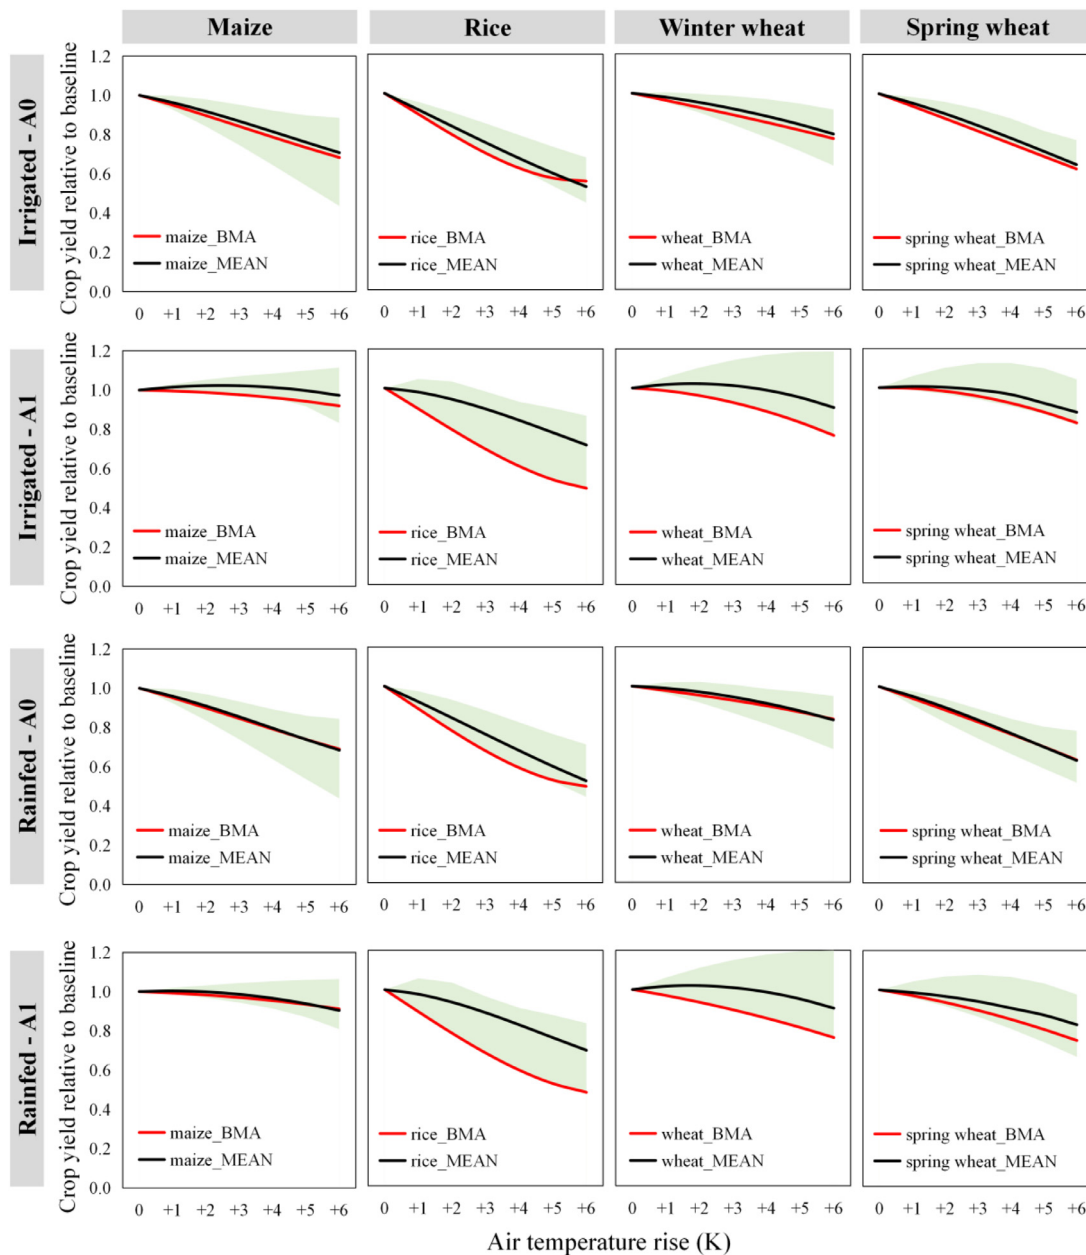 Maize Rice Winter wheat Spring wheat
Irrigated - A0
Crop yield relative to baseline
1.2
1.0
0.8
0.6
0.4
0.2
0.0
maize_BMA
maize_MEAN
rice_BMA
rice_MEAN
wheat_BMA
wheat_MEAN
spring wheat_BMA
spring wheat_MEAN
0 +1 +2 +3 +4 +5 +6 0 +1 +2 +3 +4 +5 +6 0 +1 +2 +3 +4 +5 +6 0 +1 +2 +3 +4 +5 +6
Irrigated - A1
Crop yield relative to baseline
1.2
1.0
0.8
0.6
0.4
0.2
0.0
maize_BMA
maize_MEAN
rice_BMA
rice_MEAN
wheat_BMA
wheat_MEAN
spring wheat_BMA
spring wheat_MEAN
0 +1 +2 +3 +4 +5 +6 0 +1 +2 +3 +4 +5 +6 0 +1 +2 +3 +4 +5 +6 0 +1 +2 +3 +4 +5 +6
Rainfed - A0
Crop yield relative to baseline
1.2
1.0
0.8
0.6
0.4
0.2
0.0
maize_BMA
maize_MEAN
rice_BMA
rice_MEAN
wheat_BMA
wheat_MEAN
spring wheat_BMA
spring wheat_MEAN
0 +1 +2 +3 +4 +5 +6 0 +1 +2 +3 +4 +5 +6 0 +1 +2 +3 +4 +5 +6 0 +1 +2 +3 +4 +5 +6
Rainfed - A1
Crop yield relative to baseline
1.2
1.0
0.8
0.6
0.4
0.2
0.0
maize_BMA
maize_MEAN
rice_BMA
rice_MEAN
wheat_BMA
wheat_MEAN
spring wheat_BMA
spring wheat_MEAN
0 +1 +2 +3 +4 +5 +6 0 +1 +2 +3 +4 +5 +6 0 +1 +2 +3 +4 +5 +6 0 +1 +2 +3 +4 +5 +6
Air temperature rise (K)